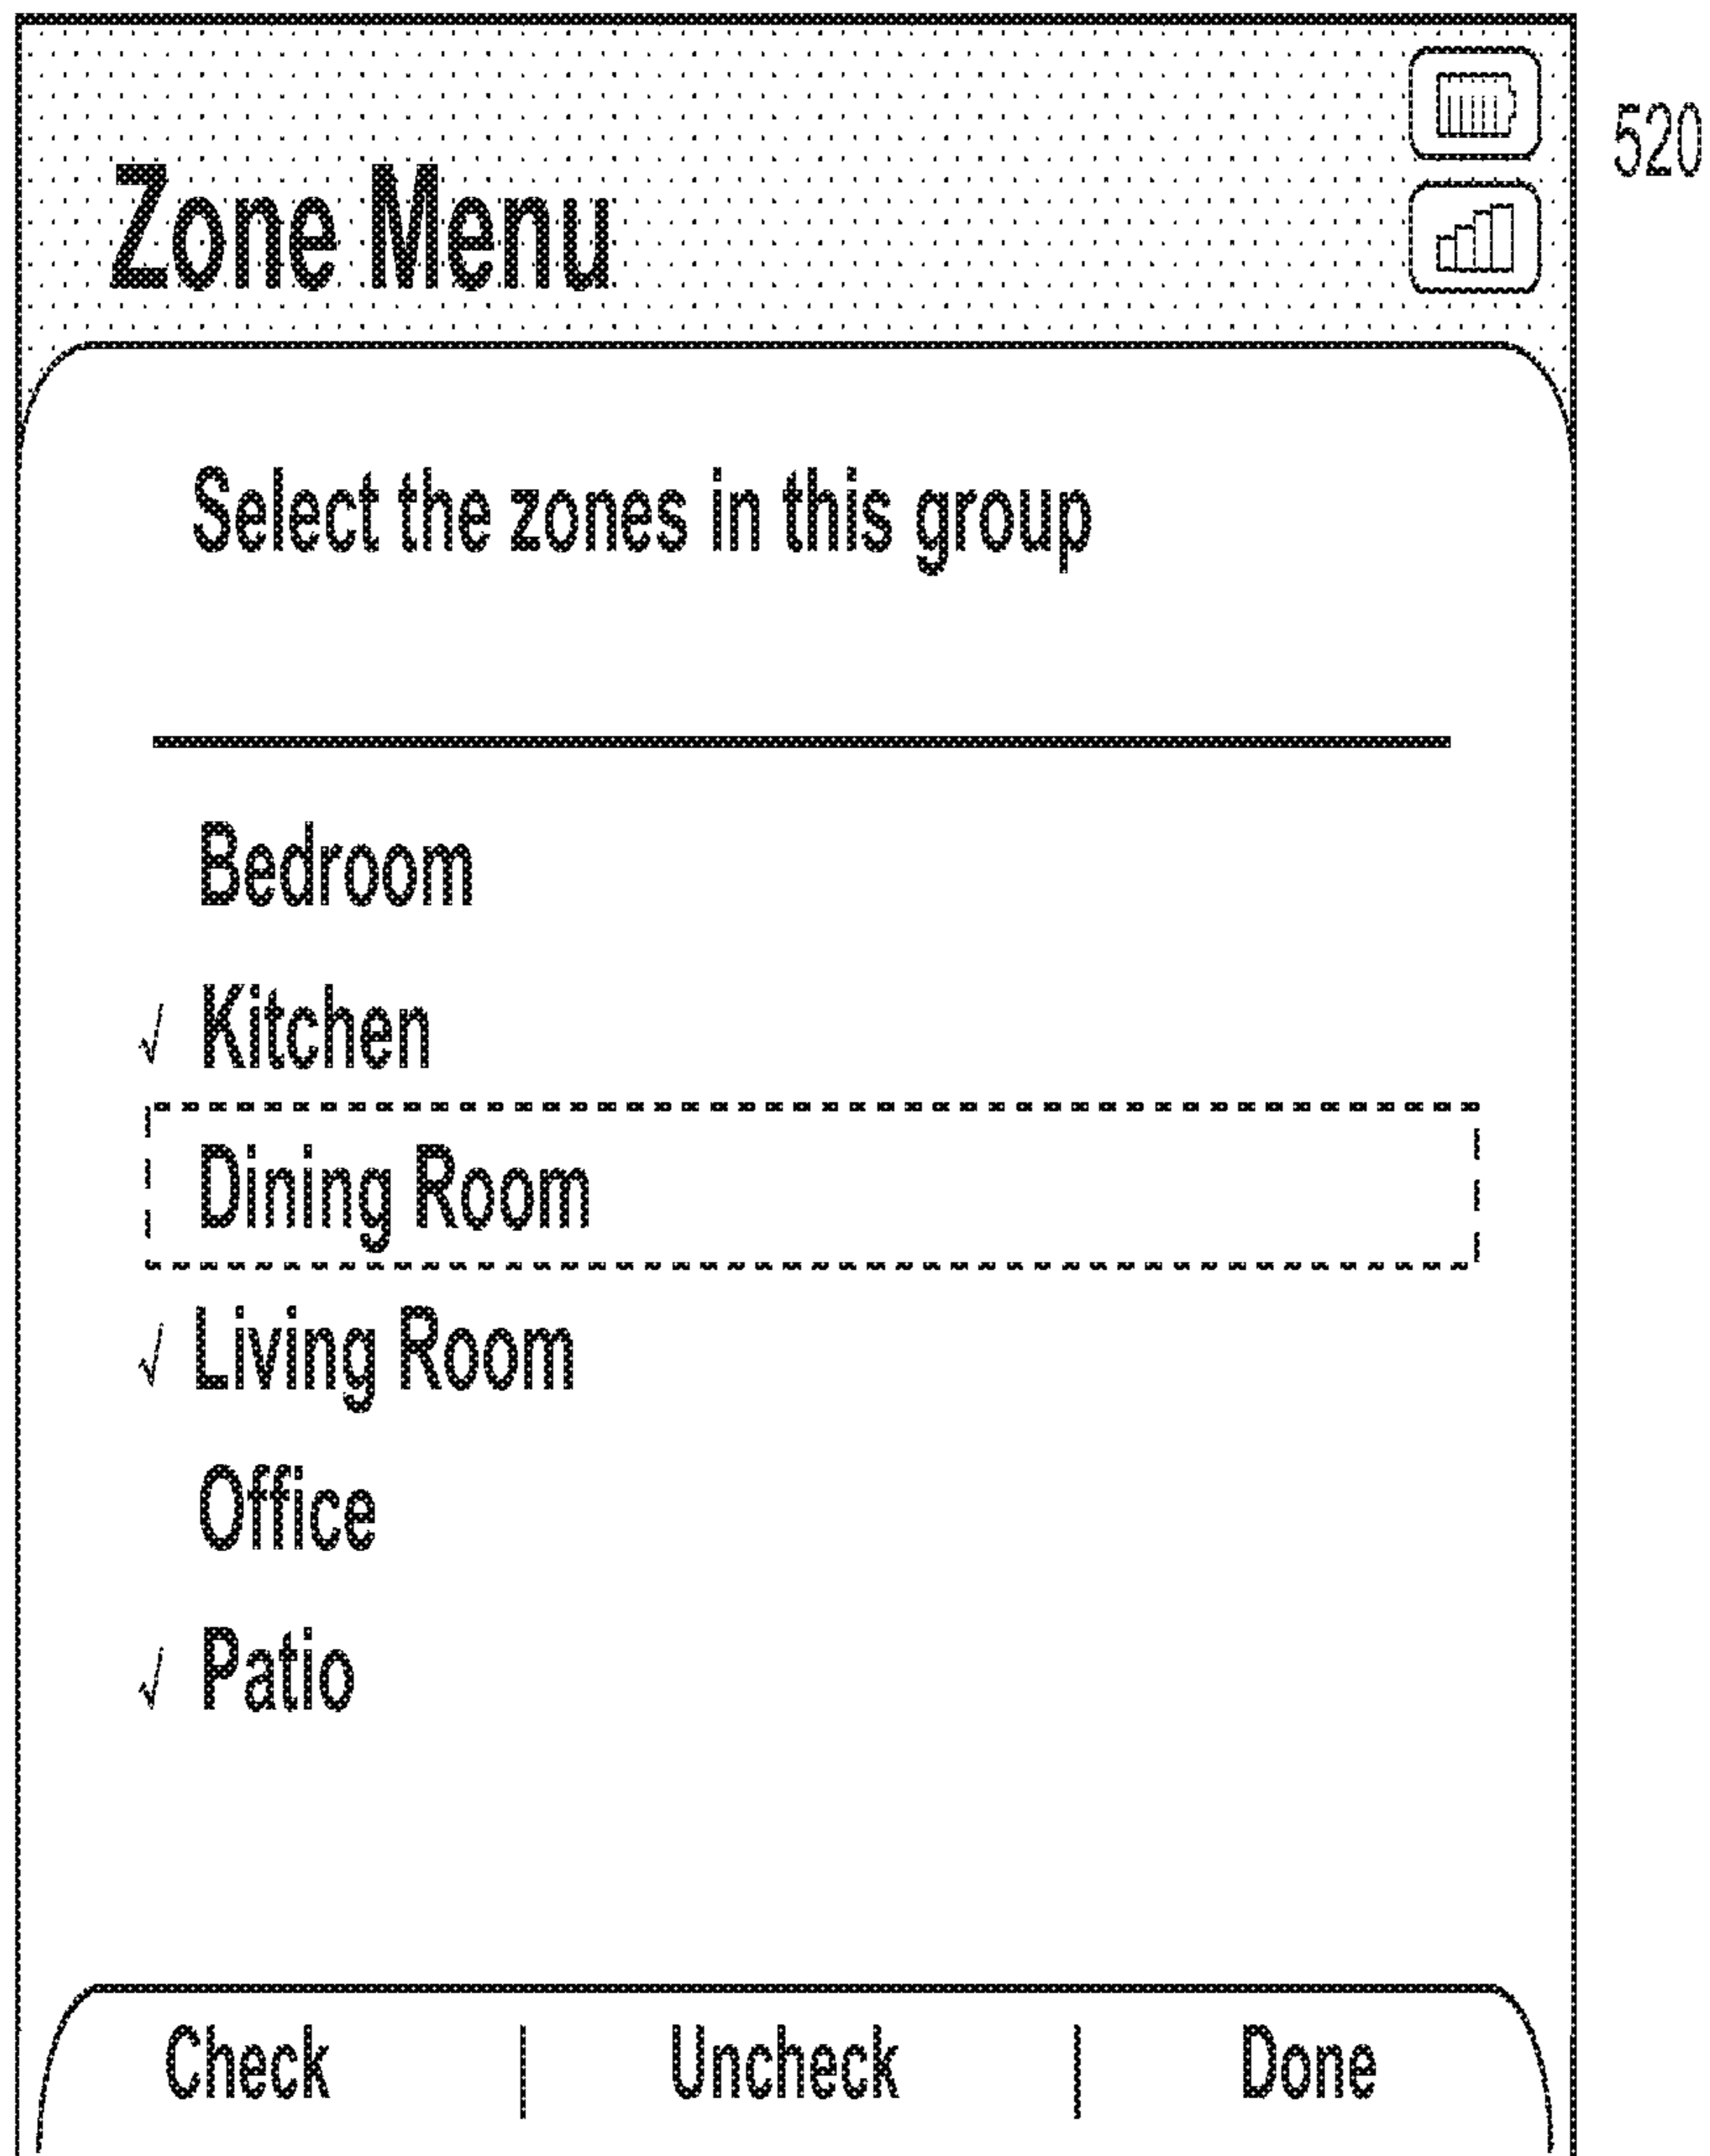 520
Zone Menu
Select the zones in this group
Bedroom
√ Kitchen
Dining Room
√ Living Room
Office
√ Patio
Check | Uncheck | Done